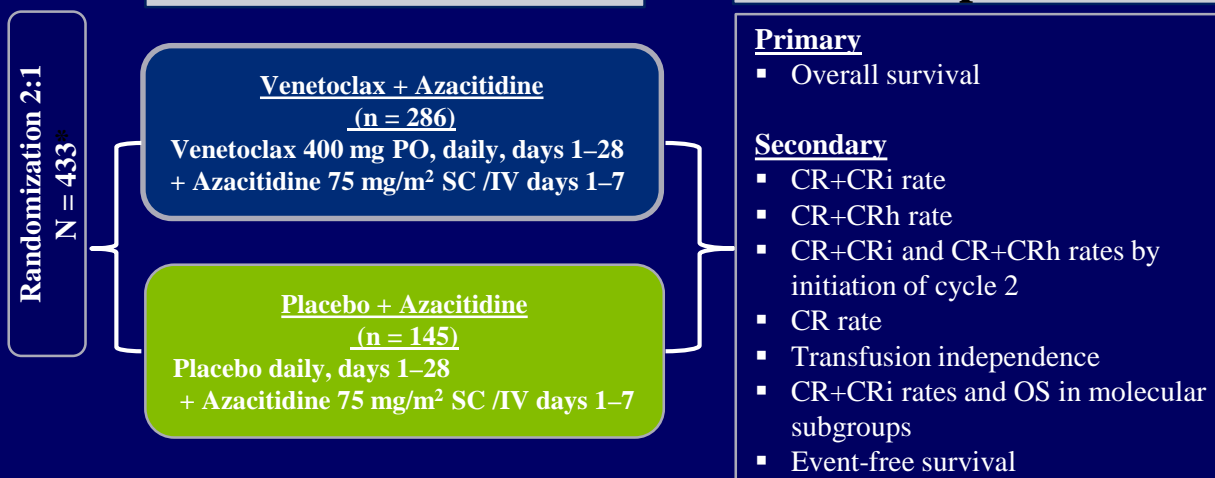 Randomization 2:1
N = 433*
Venetoclax + Azacitidine
(n = 286)
Venetoclax 400 mg PO, daily, days 1–28
+ Azacitidine 75 mg/m² SC /IV days 1–7
Placebo + Azacitidine
(n = 145)
Placebo daily, days 1–28
+ Azacitidine 75 mg/m² SC /IV days 1–7
Primary
▪ Overall survival
Secondary
▪ CR+CRi rate
▪ CR+CRh rate
▪ CR+CRi and CR+CRh rates by
initiation of cycle 2
▪ CR rate
▪ Transfusion independence
▪ CR+CRi rates and OS in molecular
subgroups
▪ Event-free survival